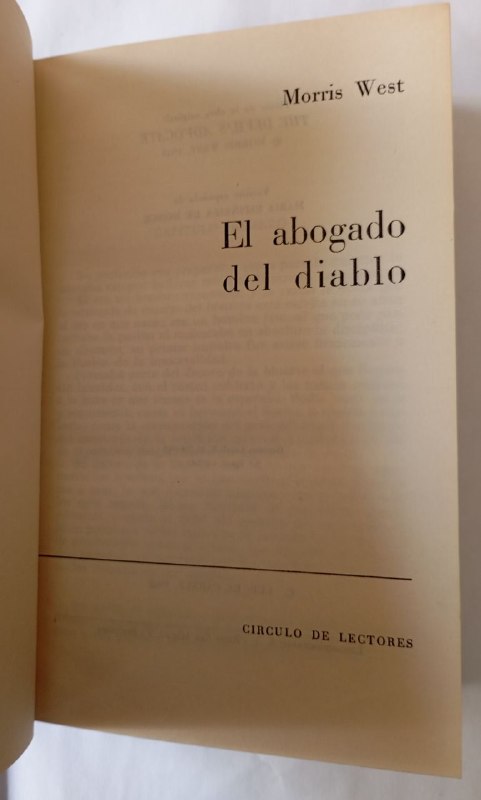 Morris West
El abogado
del diablo
CIRCULO DE LECTORES